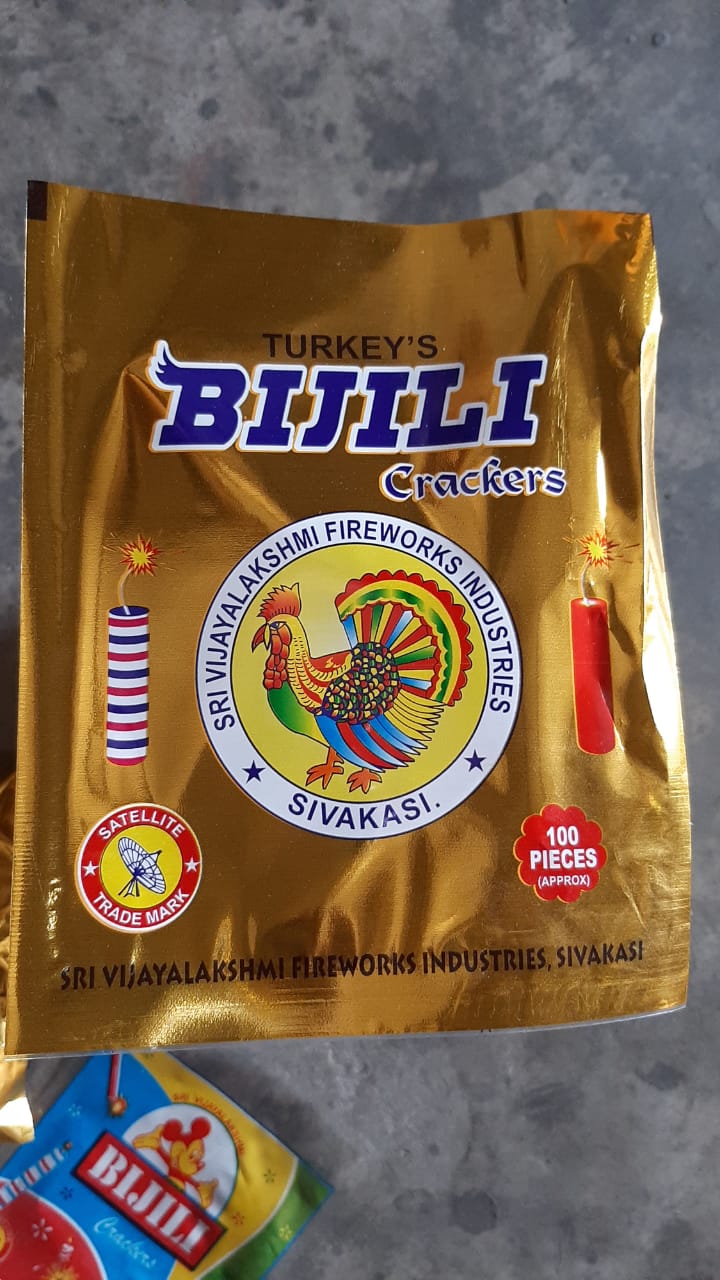 TURKEY'S
BIJILI
Crackers
SRI VIJAYALAKSHMI FIREWORKS INDUSTRIES
SIVAKASI.
SATELLITE
TRADE MARK
100
PIECES
(APPROX)
SRI VIJAYALAKSHMI FIREWORKS INDUSTRIES, SIVAKASI
BIJILI
Crackers